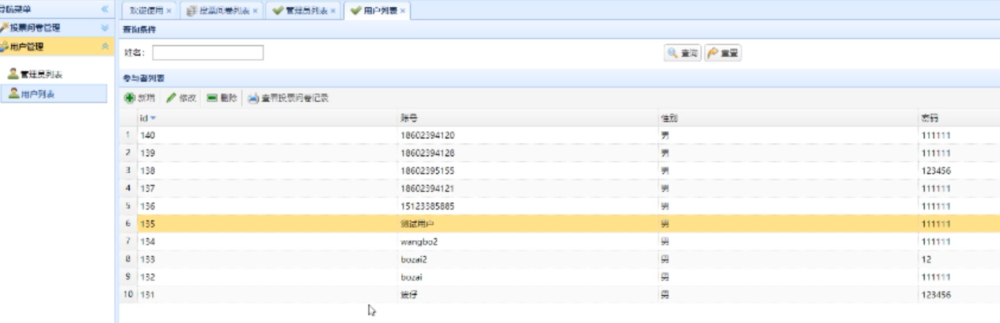 导航菜单
欢迎使用 投票问卷列表 管理员列表 用户列表
投票问卷管理
查询条件
用户管理
姓名： 查询 重置
管理员列表
参与者列表
用户列表
新增 修改 删除 查看投票问卷记录
id 账号 性别 密码
1 140 18602394120 男 111111
2 139 18602394128 男 111111
3 138 18602395155 男 123456
4 137 18602394121 男 111111
5 136 15123385885 男 111111
6 135 测试用户 男 111111
7 134 wangbo2 男 111111
8 133 bozai2 男 12
9 132 bozai 男 111111
10 131 波仔 男 123456